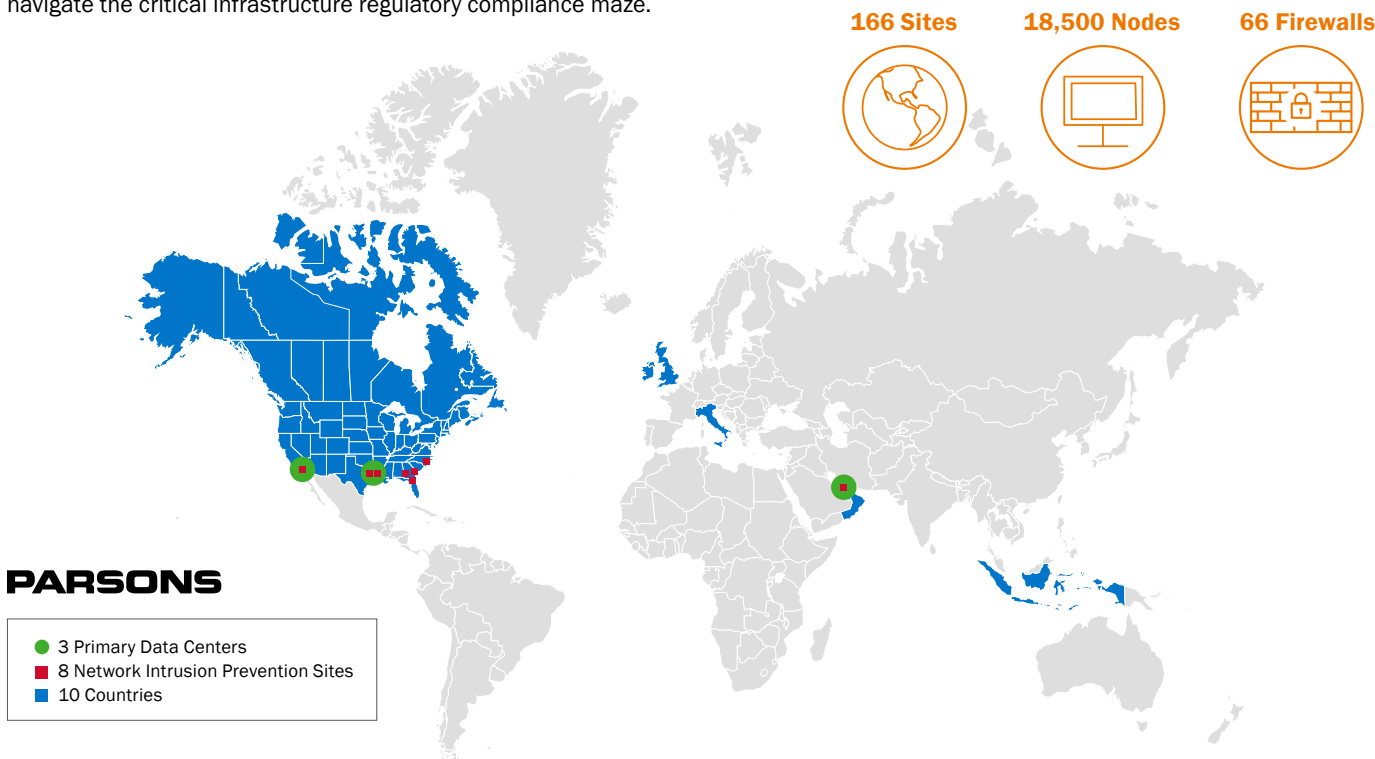 navigate the critical infrastructure regulatory compliance maze.
166 Sites
18,500 Nodes
66 Firewalls
PARSONS
3 Primary Data Centers
8 Network Intrusion Prevention Sites
10 Countries